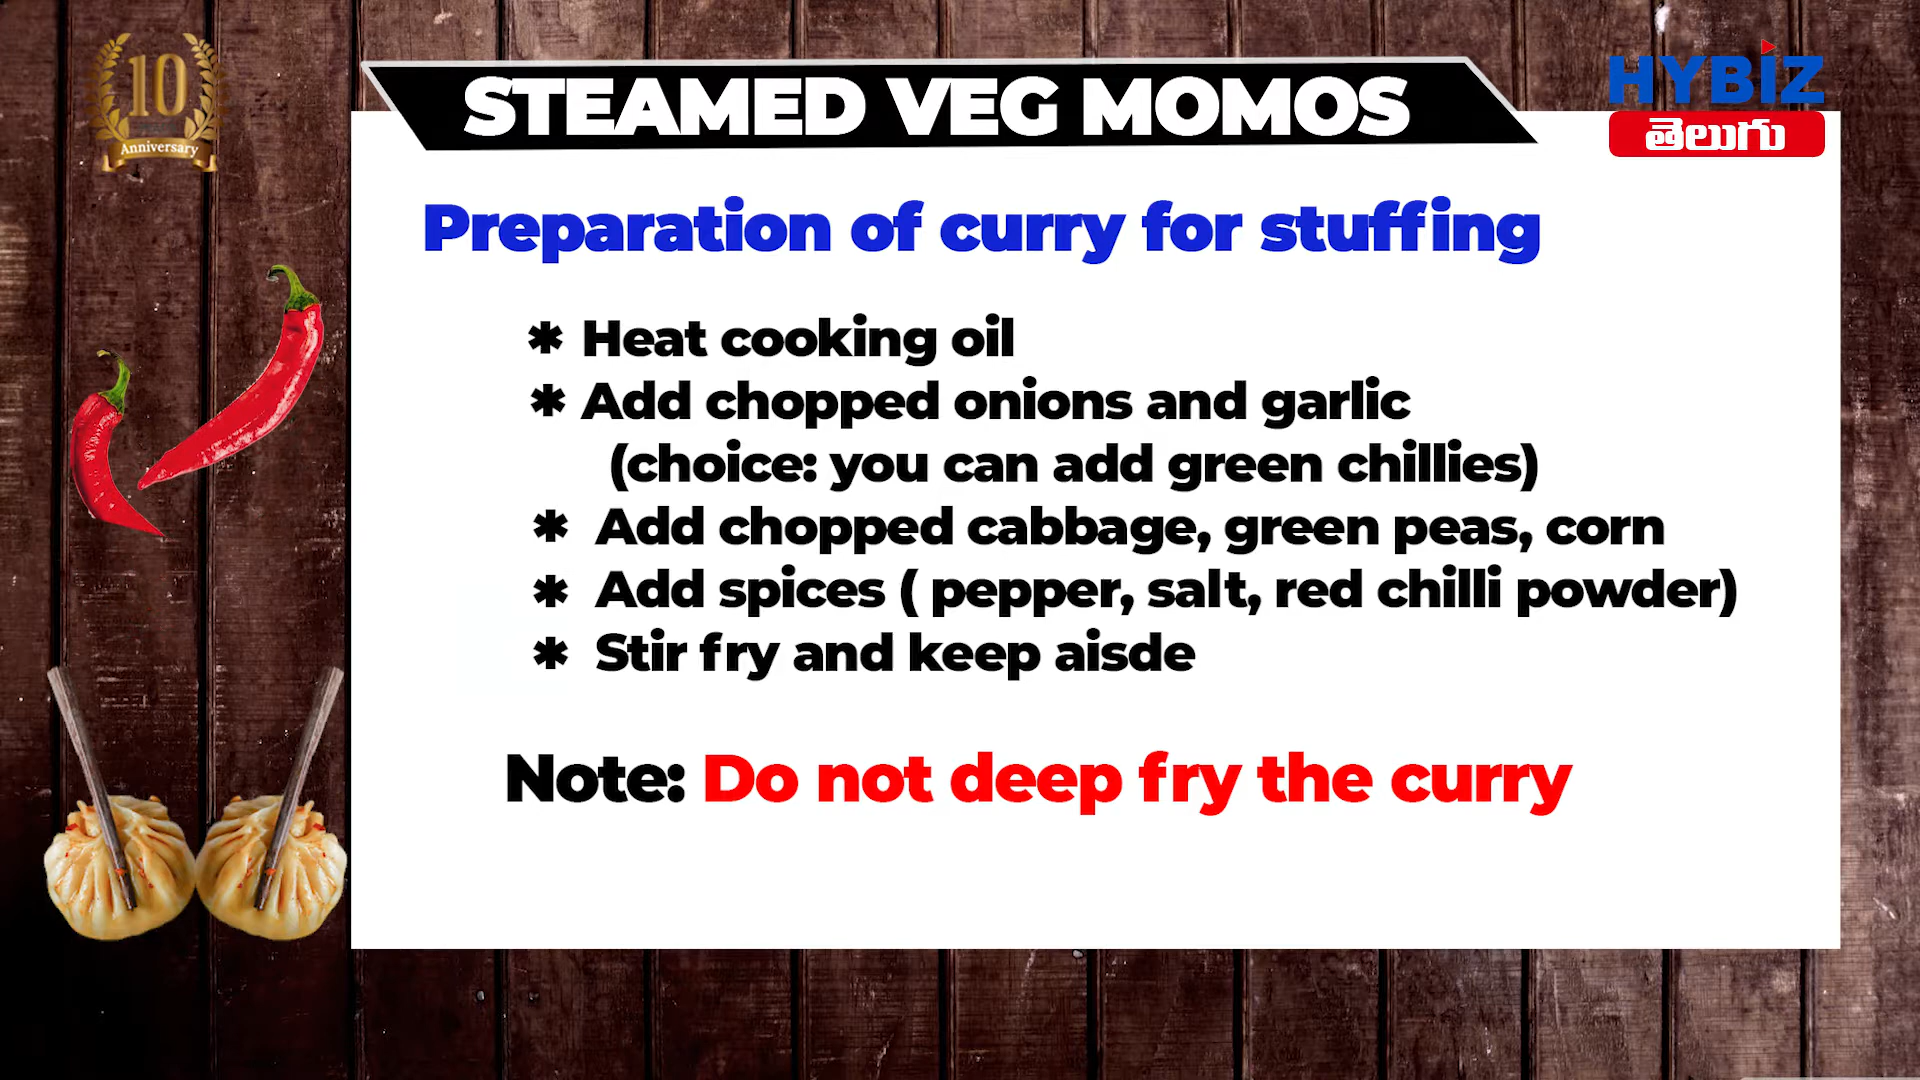 10
Anniversary
STEAMED VEG MOMOS
HYBIZ
తెలుగు
Preparation of curry for stuffing
* Heat cooking oil
* Add chopped onions and garlic
(choice: you can add green chillies)
* Add chopped cabbage, green peas, corn
* Add spices ( pepper, salt, red chilli powder)
* Stir fry and keep aisde
Note: Do not deep fry the curry